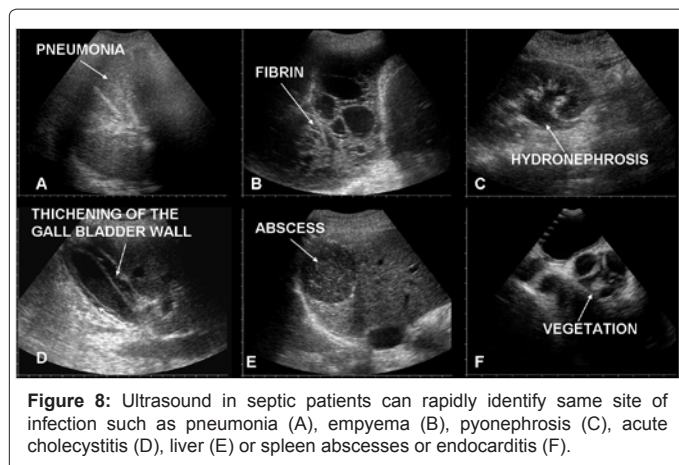 PNEUMONIA
A
FIBRIN
B
HYDRONEPHROSIS
C
THICHENING OF THE
GALL BLADDER WALL
D
ABSCESS
E
VEGETATION
F
Figure 8: Ultrasound in septic patients can rapidly identify same site of
infection such as pneumonia (A), empyema (B), pyonephrosis (C), acute
cholecystitis (D), liver (E) or spleen abscesses or endocarditis (F).